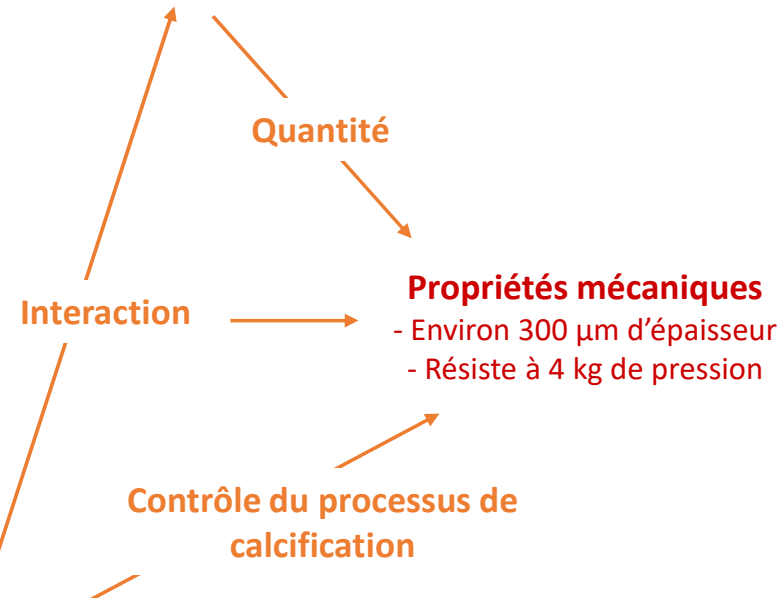 Quantité
Interaction
Propriétés mécaniques
- Environ 300 µm d’épaisseur
- Résiste à 4 kg de pression
Contrôle du processus de
calcification